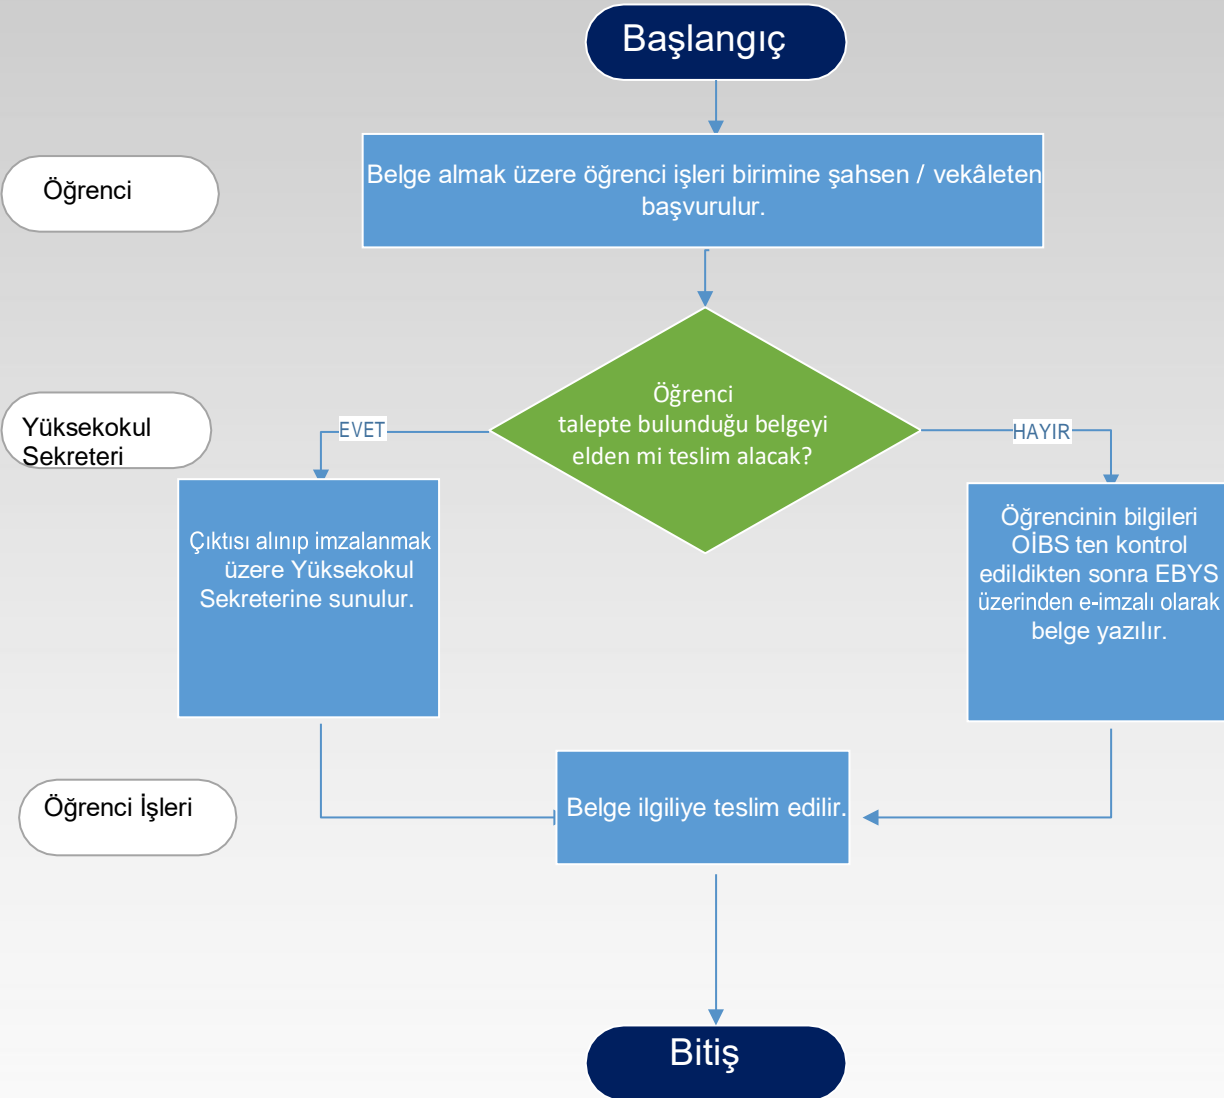 Başlangıç
Öğrenci
Belge almak üzere öğrenci işleri birimine şahsen / vekâleten
başvurulur.
Yüksekokul
Sekreteri
Öğrenci
talepte bulunduğu belgeyi
elden mi teslim alacak?
EVET
HAYIR
Çıktısı alınıp imzalanmak
üzere Yüksekokul
Sekreterine sunulur.
Öğrencinin bilgileri
OİBS ten kontrol
edildikten sonra EBYS
üzerinden e-imzalı olarak
belge yazılır.
Öğrenci İşleri
Belge ilgiliye teslim edilir.
Bitiş